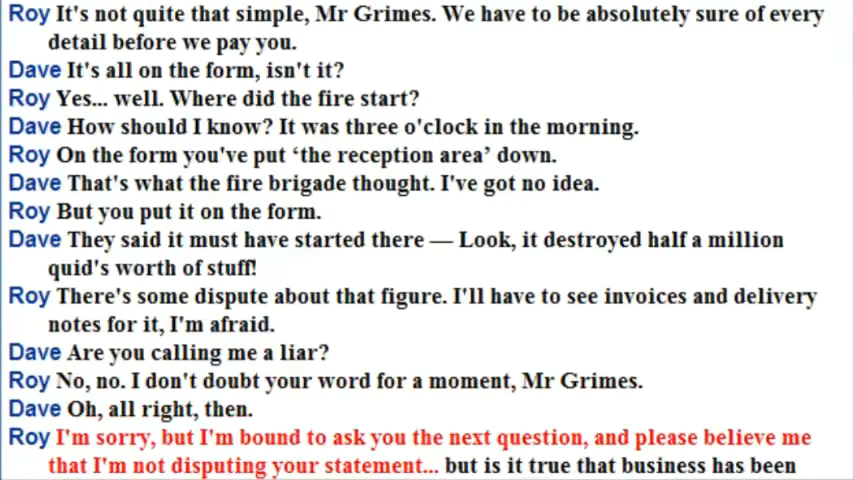 Roy It's not quite that simple, Mr Grimes. We have to be absolutely sure of every
detail before we pay you.
Dave It's all on the form, isn't it?
Roy Yes... well. Where did the fire start?
Dave How should I know? It was three o'clock in the morning.
Roy On the form you've put ‘the reception area’ down.
Dave That's what the fire brigade thought. I've got no idea.
Roy But you put it on the form.
Dave They said it must have started there — Look, it destroyed half a million
quid's worth of stuff!
Roy There's some dispute about that figure. I'll have to see invoices and delivery
notes for it, I'm afraid.
Dave Are you calling me a liar?
Roy No, no. I don't doubt your word for a moment, Mr Grimes.
Dave Oh, all right, then.
Roy I'm sorry, but I'm bound to ask you the next question, and please believe me
that I'm not disputing your statement... but is it true that business has been